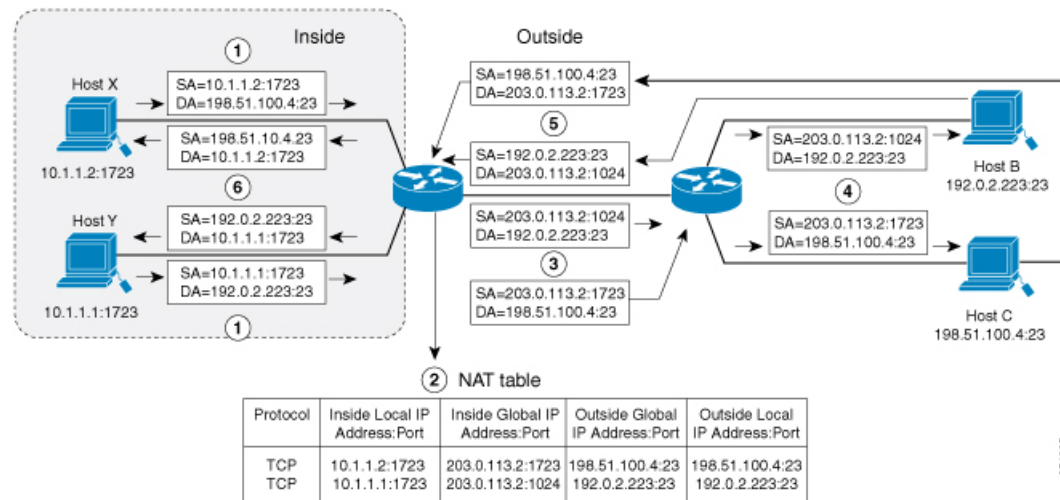 Inside
Outside
1
Host X
SA=10.1.1.2:1723
DA=198.51.100.4:23
SA=198.51.10.4.23
DA=10.1.1.2:1723
10.1.1.2:1723
6
Host Y
SA=192.0.2.223:23
DA=10.1.1.1:1723
SA=10.1.1.1:1723
DA=192.0.2.223:23
10.1.1.1:1723
1
SA=198.51.100.4:23
DA=203.0.113.2:1723
5
SA=192.0.2.223:23
DA=203.0.113.2:1024
SA=203.0.113.2:1024
DA=192.0.2.223:23
3
SA=203.0.113.2:1723
DA=198.51.100.4:23
SA=203.0.113.2:1024
DA=192.0.2.223:23
Host B
192.0.2.223:23
4
SA=203.0.113.2:1723
DA=198.51.100.4:23
Host C
198.51.100.4:23
2 NAT table
Protocol
Inside Local IP
Address:Port
Inside Global IP
Address:Port
Outside Global
IP Address:Port
Outside Local
IP Address:Port
TCP 10.1.1.2:1723 203.0.113.2:1723 198.51.100.4:23 198.51.100.4:23
TCP 10.1.1.1:1723 203.0.113.2:1024 192.0.2.223:23 192.0.2.223:23